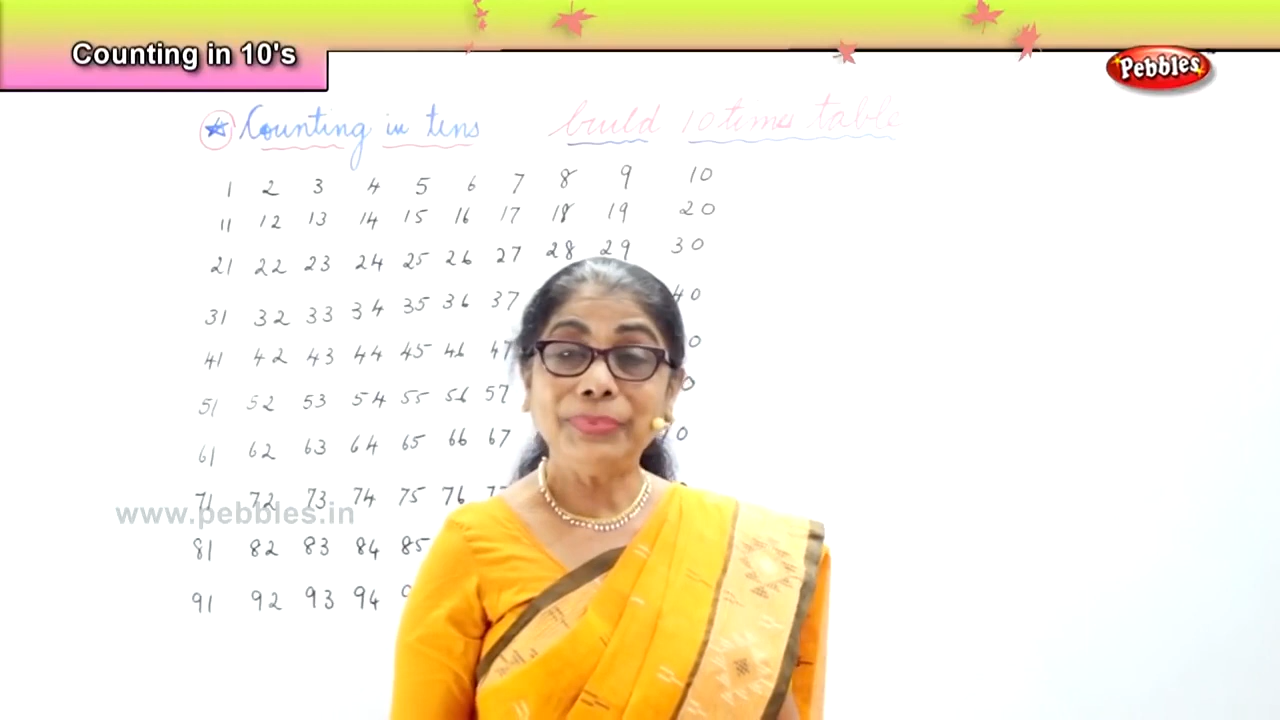 Counting in 10's
Pebbles
Counting in tens build 10 times table
1 2 3 4 5 6 7 8 9 10
11 12 13 14 15 16 17 18 19 20
21 22 23 24 25 26 27 28 29 30
31 32 33 34 35 36 37 40
41 42 43 44 45 46 47 0
51 52 53 54 55 56 57 0
61 62 63 64 65 66 67 0
71 72 73 74 75 76
www.pebbles.in
81 82 83 84 85
91 92 93 94